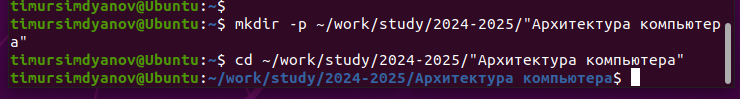 timursimdyanov@Ubuntu:~$
timursimdyanov@Ubuntu:~$ mkdir -p ~/work/study/2024-2025/"Архитектура компьютер
а"
timursimdyanov@Ubuntu:~$ cd ~/work/study/2024-2025/"Архитектура компьютера"
timursimdyanov@Ubuntu:~/work/study/2024-2025/Архитектура компьютера$